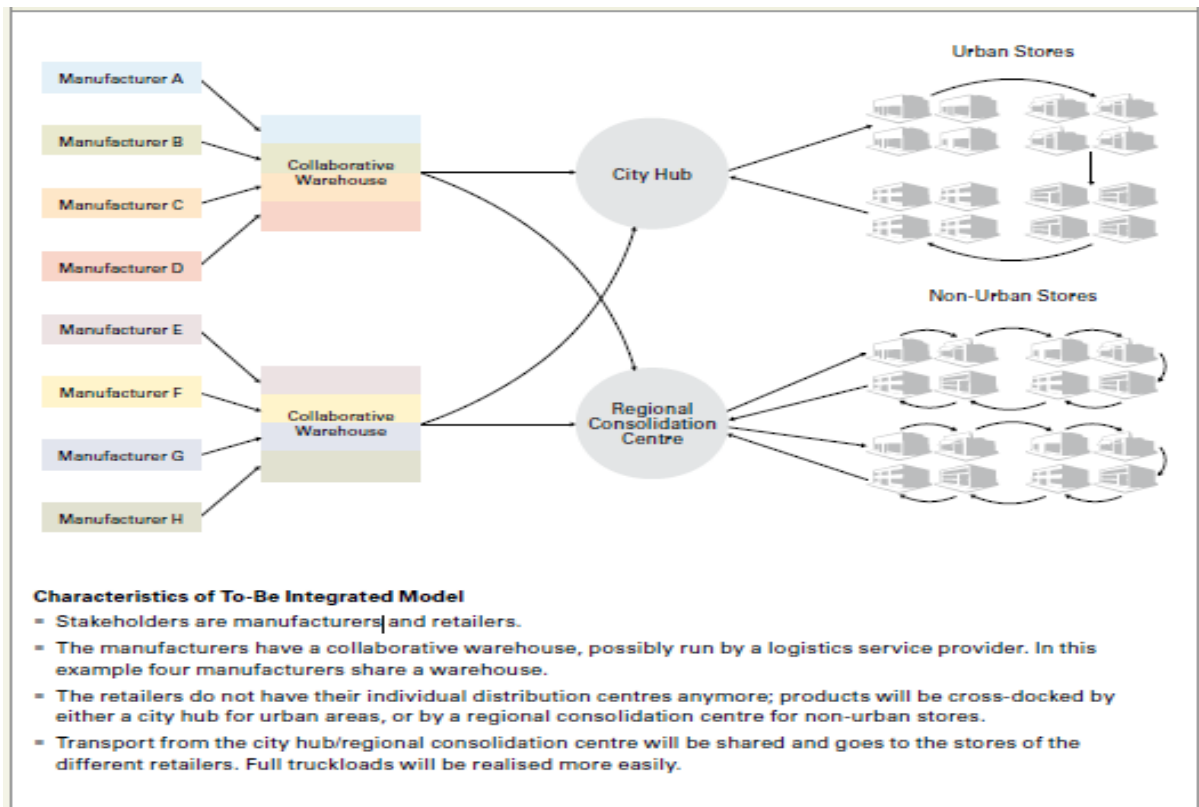 Urban Stores
Manufacturer A
Manufacturer B
Collaborative
Warehouse
City Hub
Manufacturer C
Manufacturer D
Non-Urban Stores
Manufacturer E
Manufacturer F
Collaborative
Warehouse
Regional
Consolidation
Centre
Manufacturer G
Manufacturer H
Characteristics of To-Be Integrated Model
= Stakeholders are manufacturers and retailers.
= The manufacturers have a collaborative warehouse, possibly run by a logistics service provider. In this
example four manufacturers share a warehouse.
= The retailers do not have their individual distribution centres anymore; products will be cross-docked by
either a city hub for urban areas, or by a regional consolidation centre for non-urban stores.
= Transport from the city hub/regional consolidation centre will be shared and goes to the stores of the
different retailers. Full truckloads will be realised more easily.